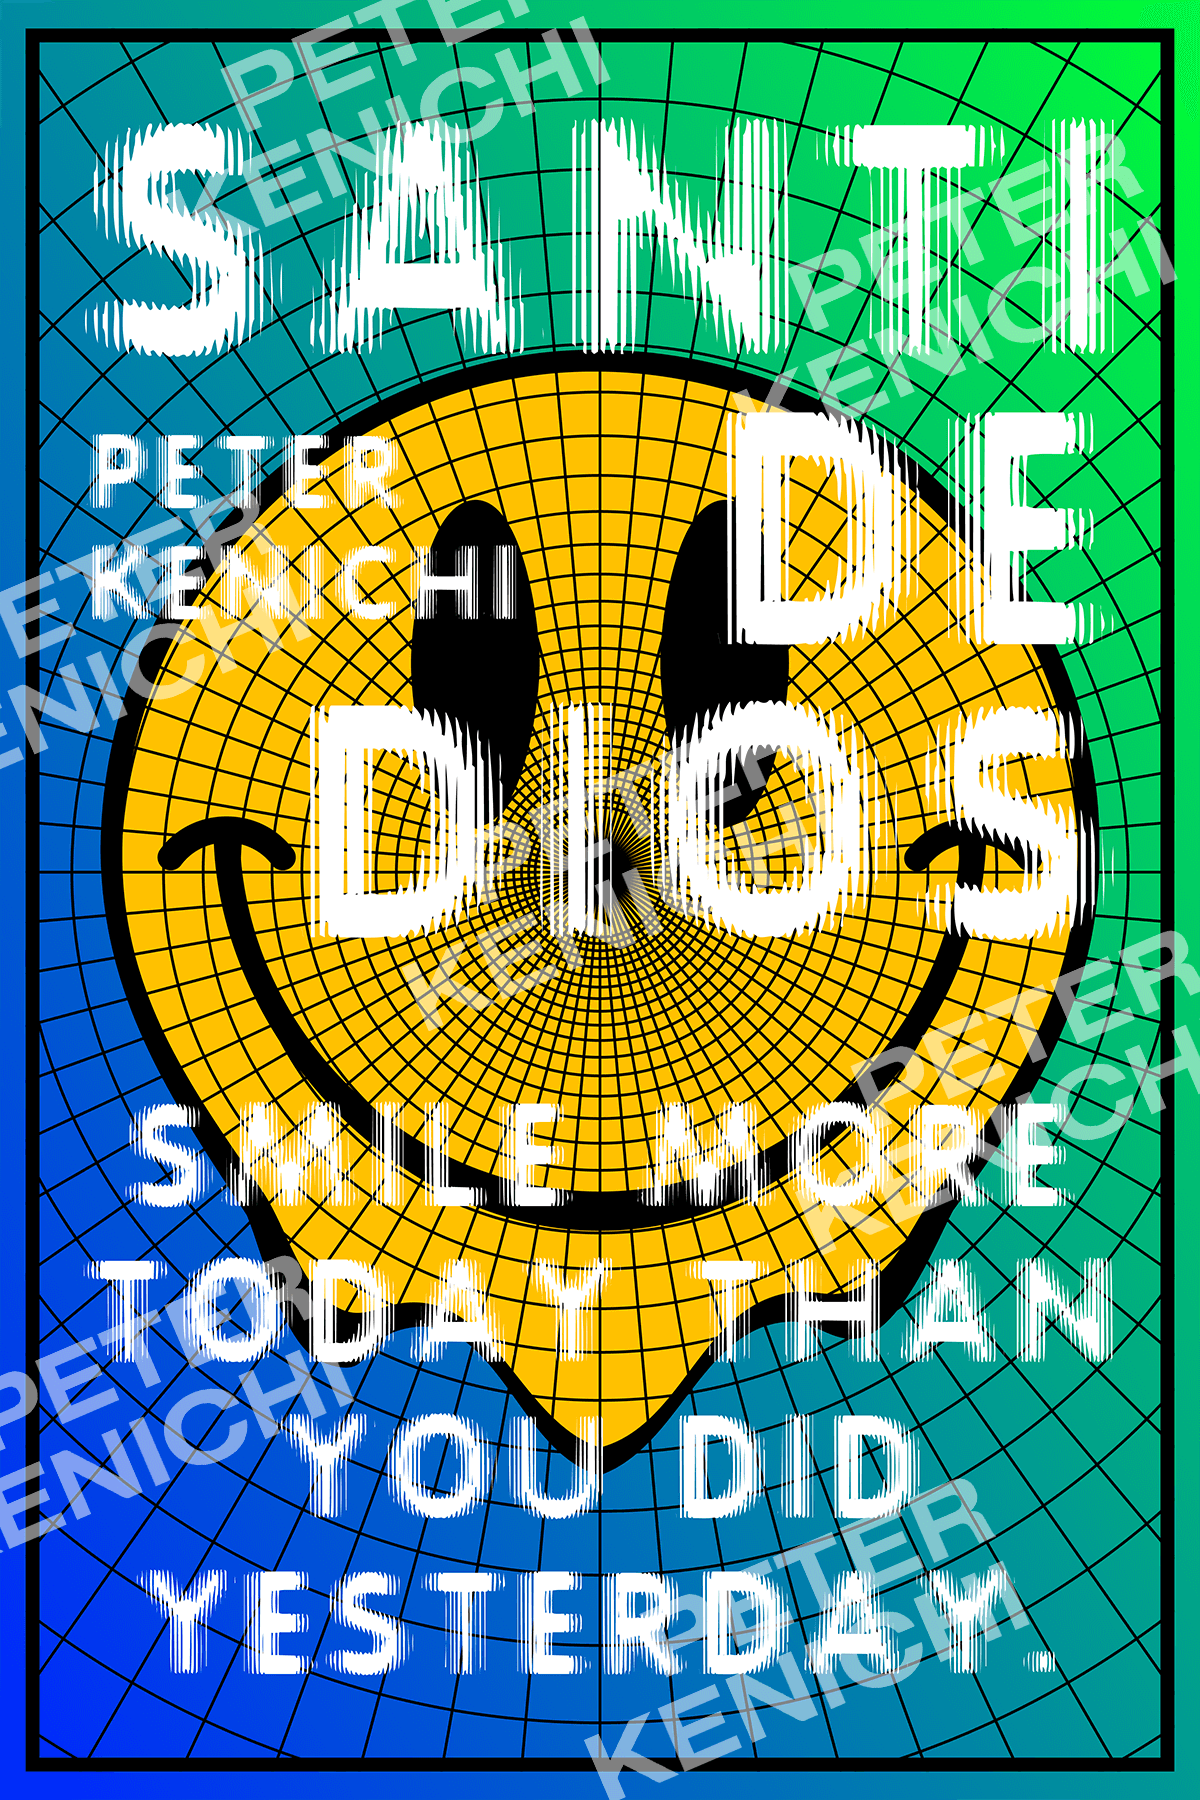 PETER
KENICHI
SANTI
PETER
KENICHI
PETER
KENICHI
DE
PETER
KENICHI
DIOS
PETER
KENICHI
PETER
KENICHI
SMILE MORE
TODAY THAN
PETER
KENICHI
YOU DID
YESTERDAY.
PETER
KENICHI